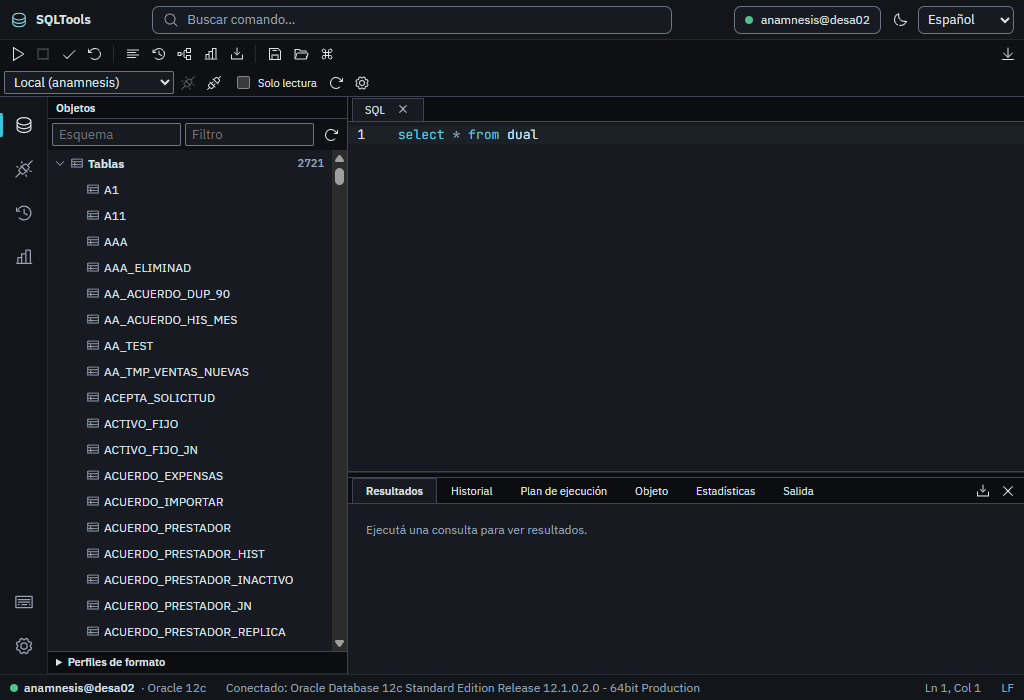 SQLTools
Buscar comando...
anamnesis@desa02
Español
Local (anamnesis)
Solo lectura
Objetos
Esquema
Filtro
Tablas 2721
A1
A11
AAA
AAA_ELIMINAD
AA_ACUERDO_DUP_90
AA_ACUERDO_HIS_MES
AA_TEST
AA_TMP_VENTAS_NUEVAS
ACEPTA_SOLICITUD
ACTIVO_FIJO
ACTIVO_FIJO_JN
ACUERDO_EXPENSAS
ACUERDO_IMPORTAR
ACUERDO_PRESTADOR
ACUERDO_PRESTADOR_HIST
ACUERDO_PRESTADOR_INACTIVO
ACUERDO_PRESTADOR_JN
ACUERDO_PRESTADOR_REPLICA
Perfiles de formato
SQL
1 select * from dual
Resultados Historial Plan de ejecución Objeto Estadísticas Salida
Ejecutá una consulta para ver resultados.
anamnesis@desa02 · Oracle 12c Conectado: Oracle Database 12c Standard Edition Release 12.1.0.2.0 - 64bit Production Ln 1, Col 1 LF